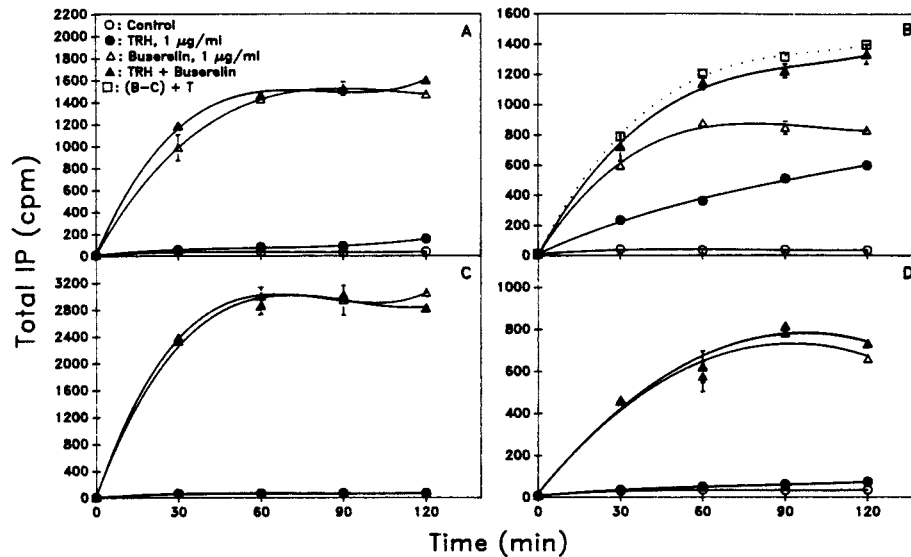 A
○: Control
●: TRH, 1 μg/ml
△: Buserelin, 1 μg/ml
▲: TRH + Buserelin
□: (B-C) + T
2000
1800
1600
1400
1200
1000
800
600
400
200
0
B
1600
1400
1200
1000
800
600
400
200
0
Total IP (cpm)
C
3200
2800
2400
2000
1600
1200
800
400
0
0 30 60 90 120
D
1000
800
600
400
200
0
0 30 60 90 120
Time (min)